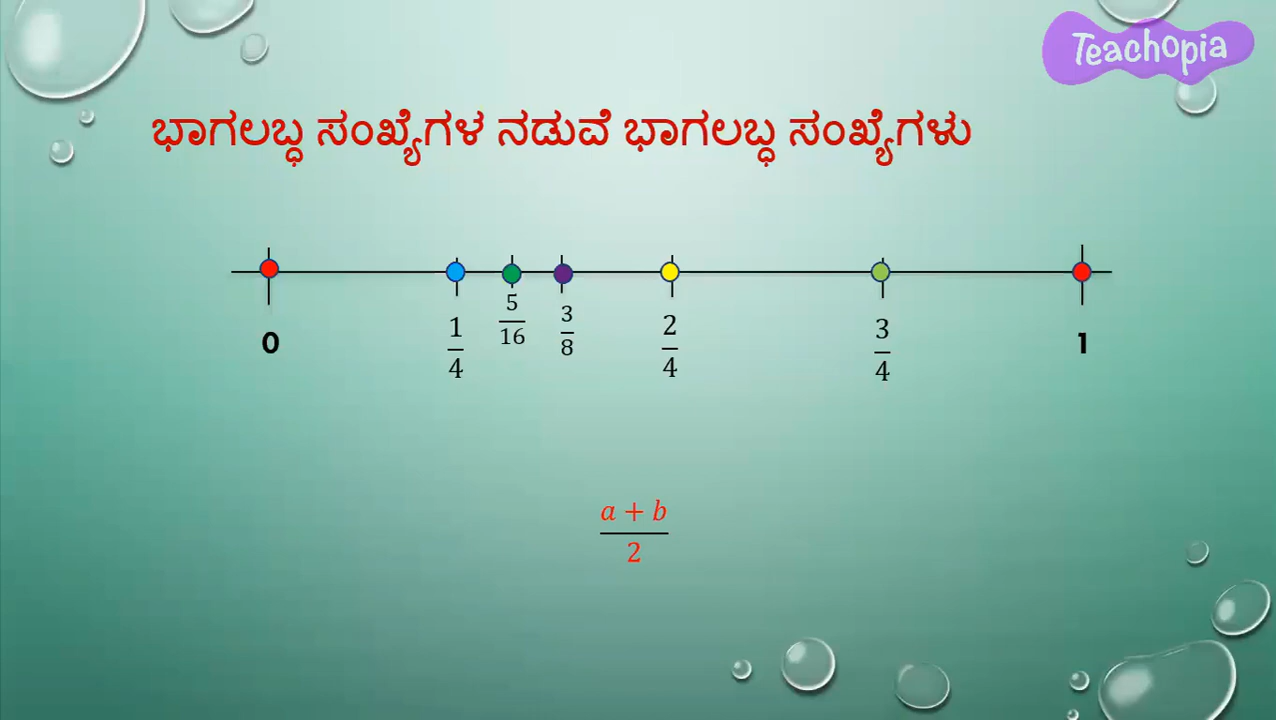 Teachopia
ಭಾಗಲಬ್ಧ ಸಂಖ್ಯೆಗಳ ನಡುವೆ ಭಾಗಲಬ್ಧ ಸಂಖ್ಯೆಗಳು
0 1/4 5/16 3/8 2/4 3/4 1
(a + b)/2